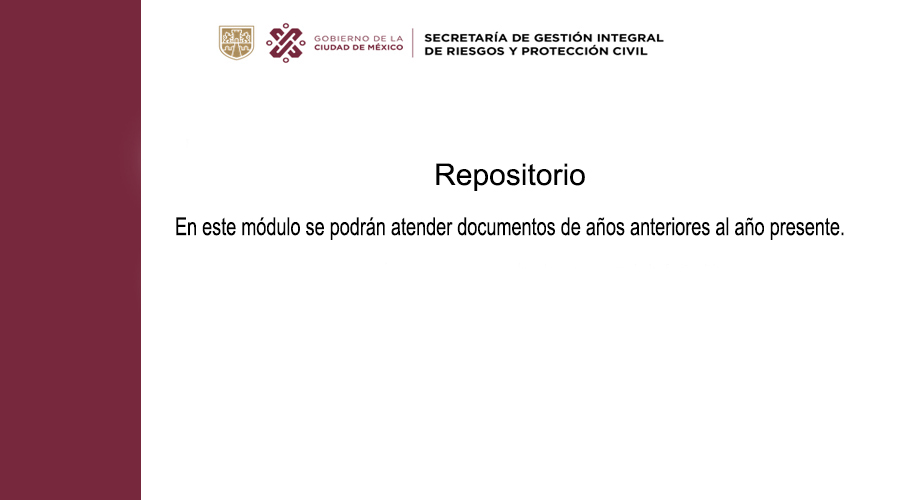 GOBIERNO DE LA
CIUDAD DE MÉXICO
SECRETARÍA DE GESTIÓN INTEGRAL
DE RIESGOS Y PROTECCIÓN CIVIL
Repositorio
En este módulo se podrán atender documentos de años anteriores al año presente.